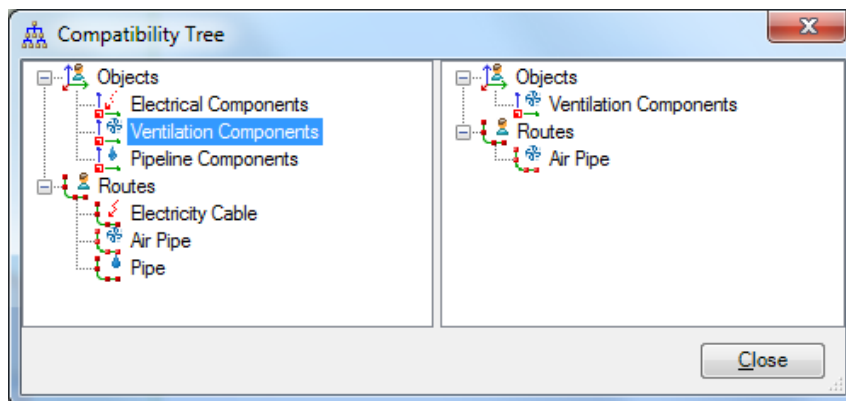 Compatibility Tree
Objects
Electrical Components
Ventilation Components
Pipeline Components
Routes
Electricity Cable
Air Pipe
Pipe
Objects
Ventilation Components
Routes
Air Pipe
Close